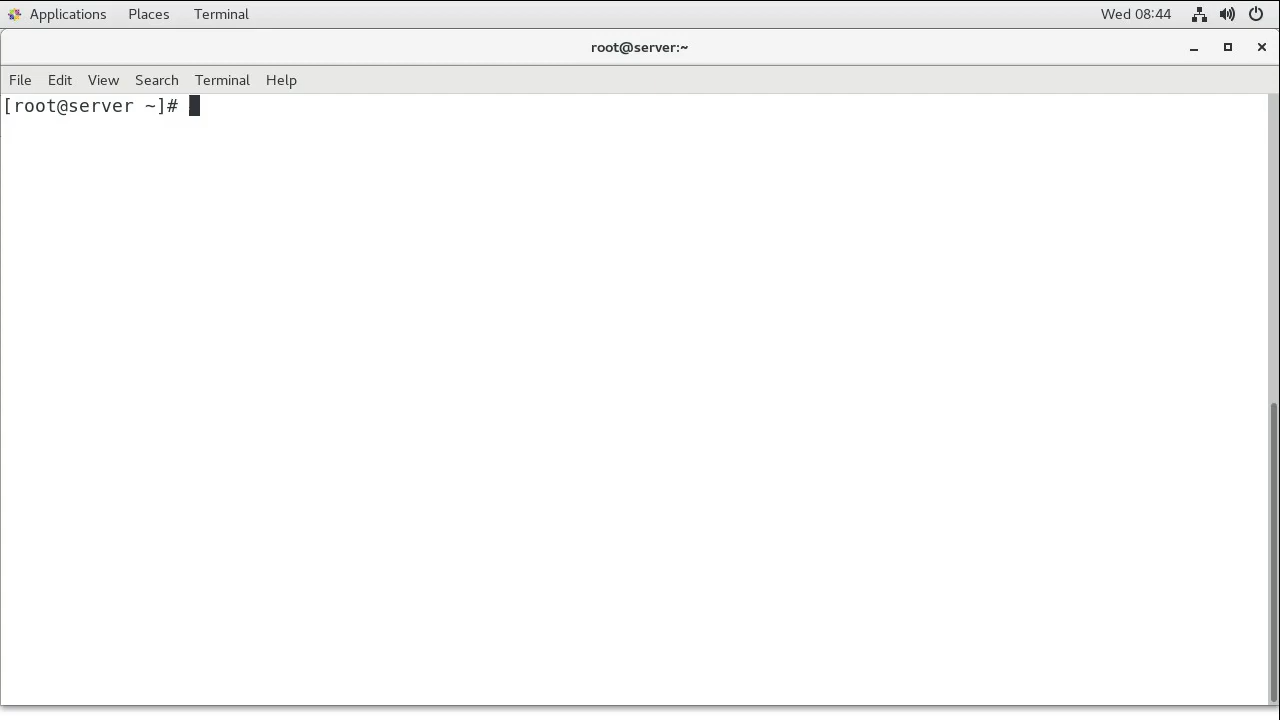 Applications Places Terminal Wed 08:44
root@server:~
File Edit View Search Terminal Help
[root@server ~]#